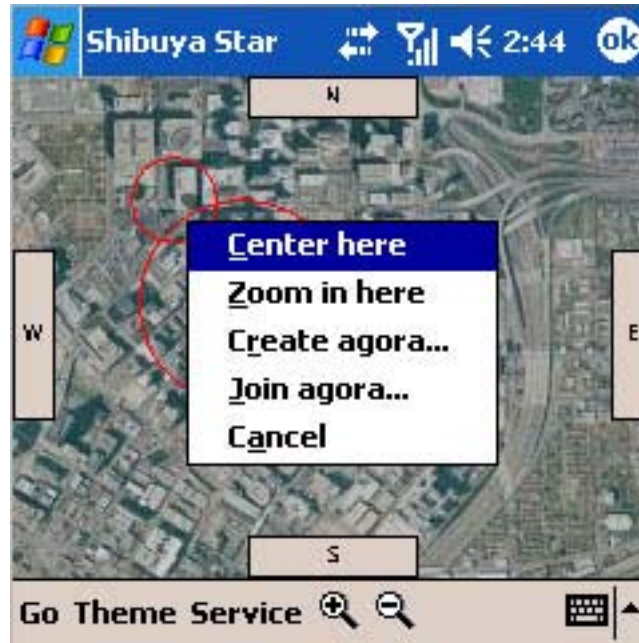 Shibuya Star 2:44 ok
N
Center here
Zoom in here
W
E
Create agora...
Join agora...
Cancel
S
Go Theme Service